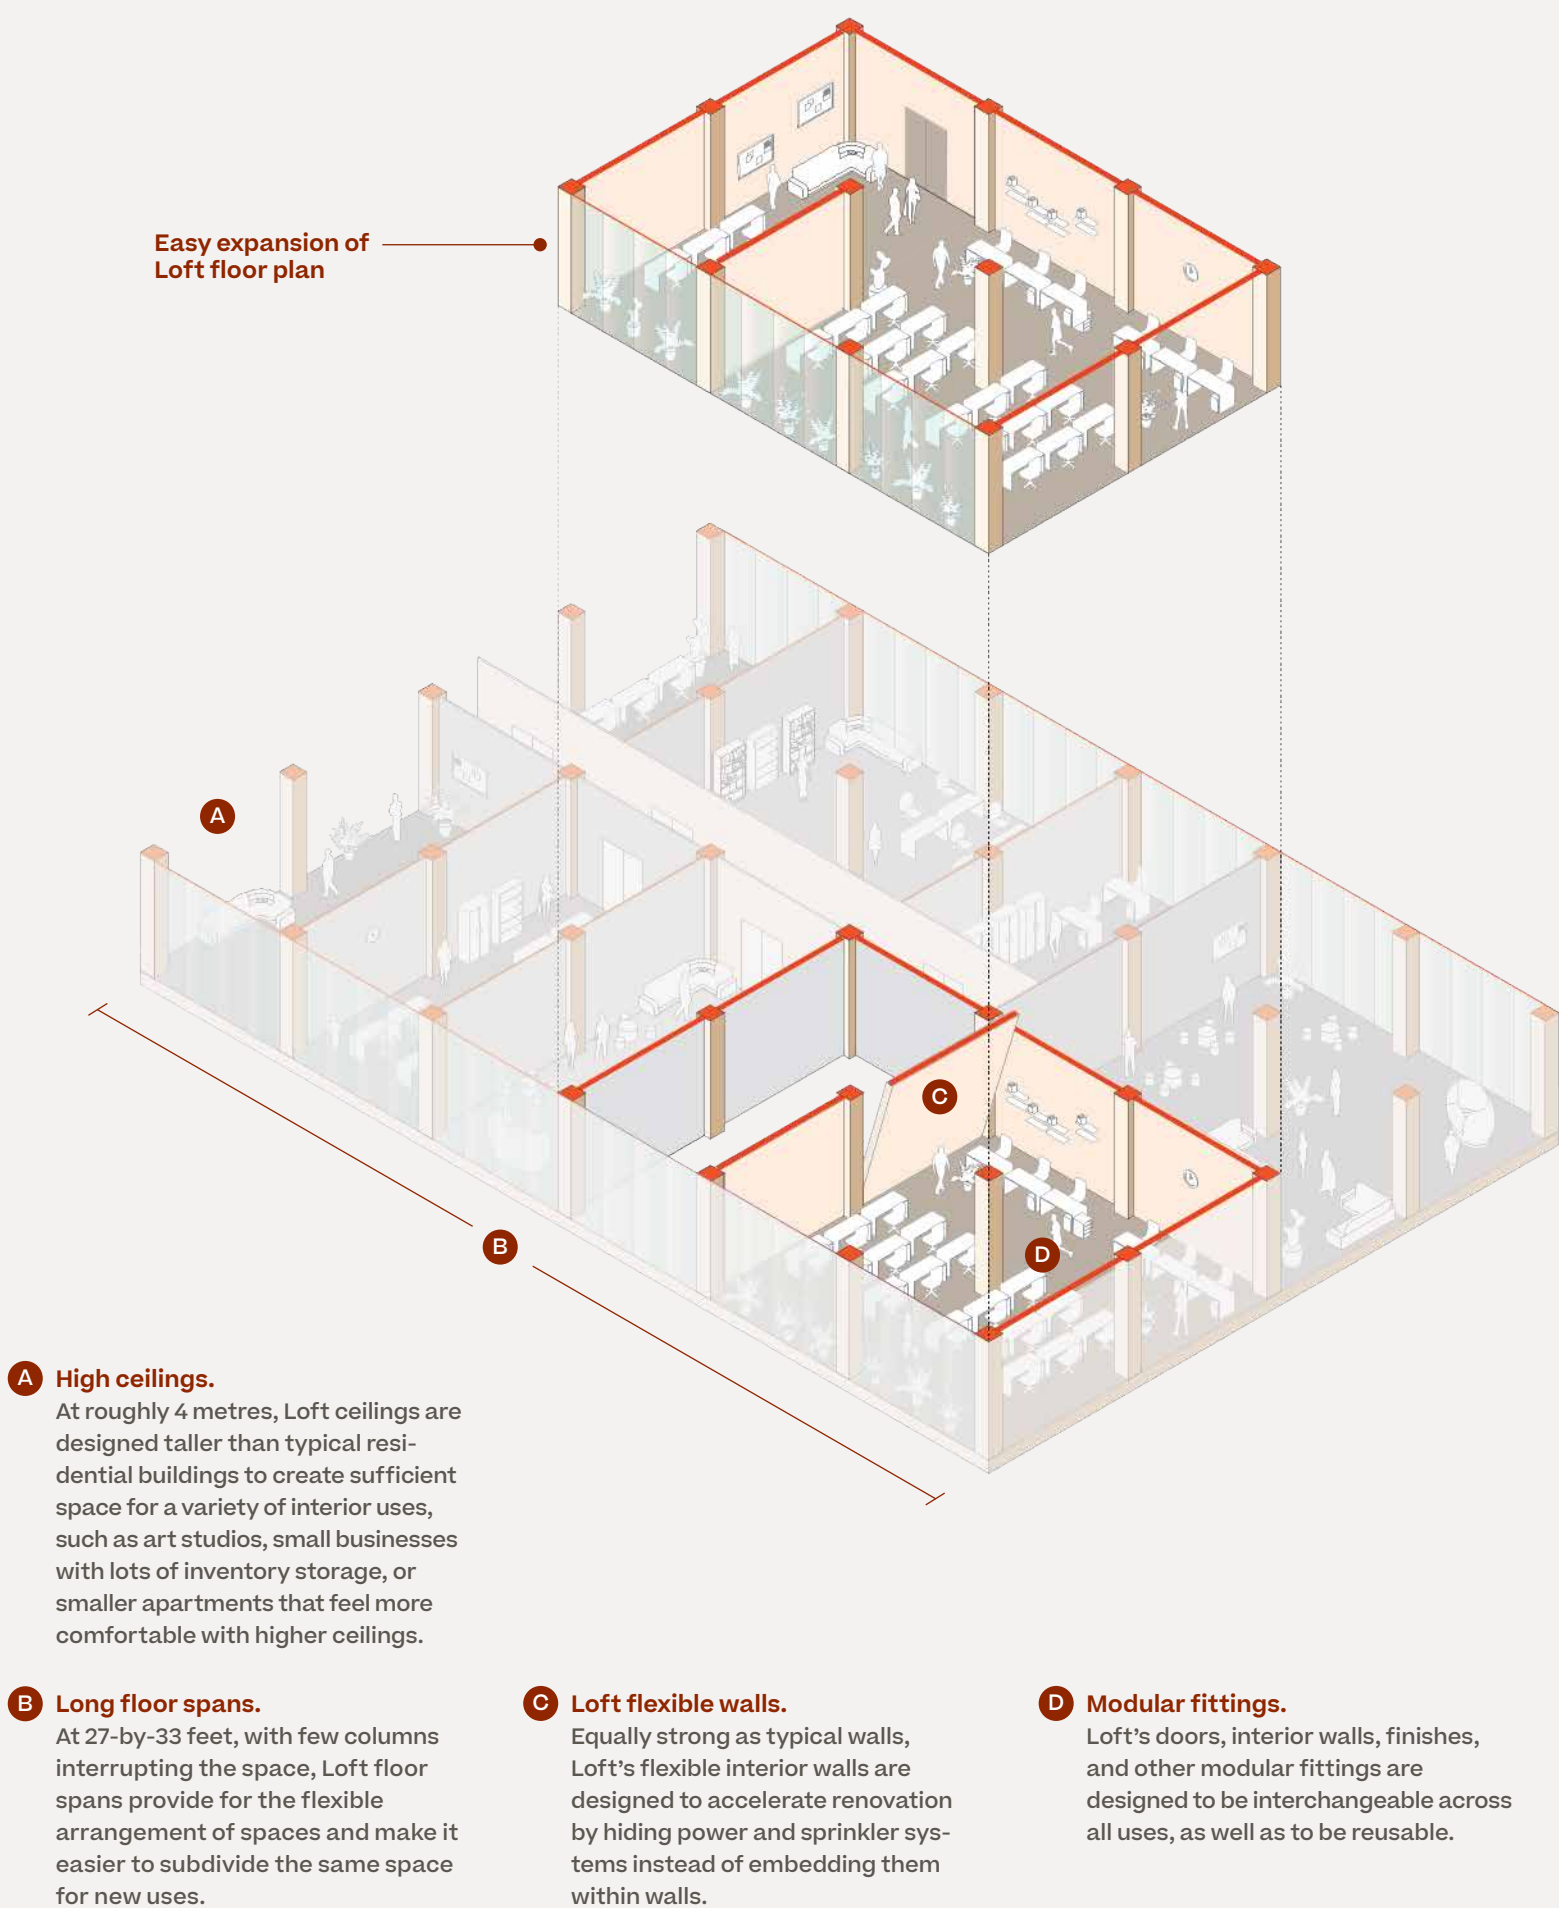 Easy expansion of
Loft floor plan
A
C
B
D
A High ceilings.
At roughly 4 metres, Loft ceilings are
designed taller than typical resi-
dential buildings to create sufficient
space for a variety of interior uses,
such as art studios, small businesses
with lots of inventory storage, or
smaller apartments that feel more
comfortable with higher ceilings.
B Long floor spans.
At 27-by-33 feet, with few columns
interrupting the space, Loft floor
spans provide for the flexible
arrangement of spaces and make it
easier to subdivide the same space
for new uses.
C Loft flexible walls.
Equally strong as typical walls,
Loft's flexible interior walls are
designed to accelerate renovation
by hiding power and sprinkler sys-
tems instead of embedding them
within walls.
D Modular fittings.
Loft's doors, interior walls, finishes,
and other modular fittings are
designed to be interchangeable across
all uses, as well as to be reusable.